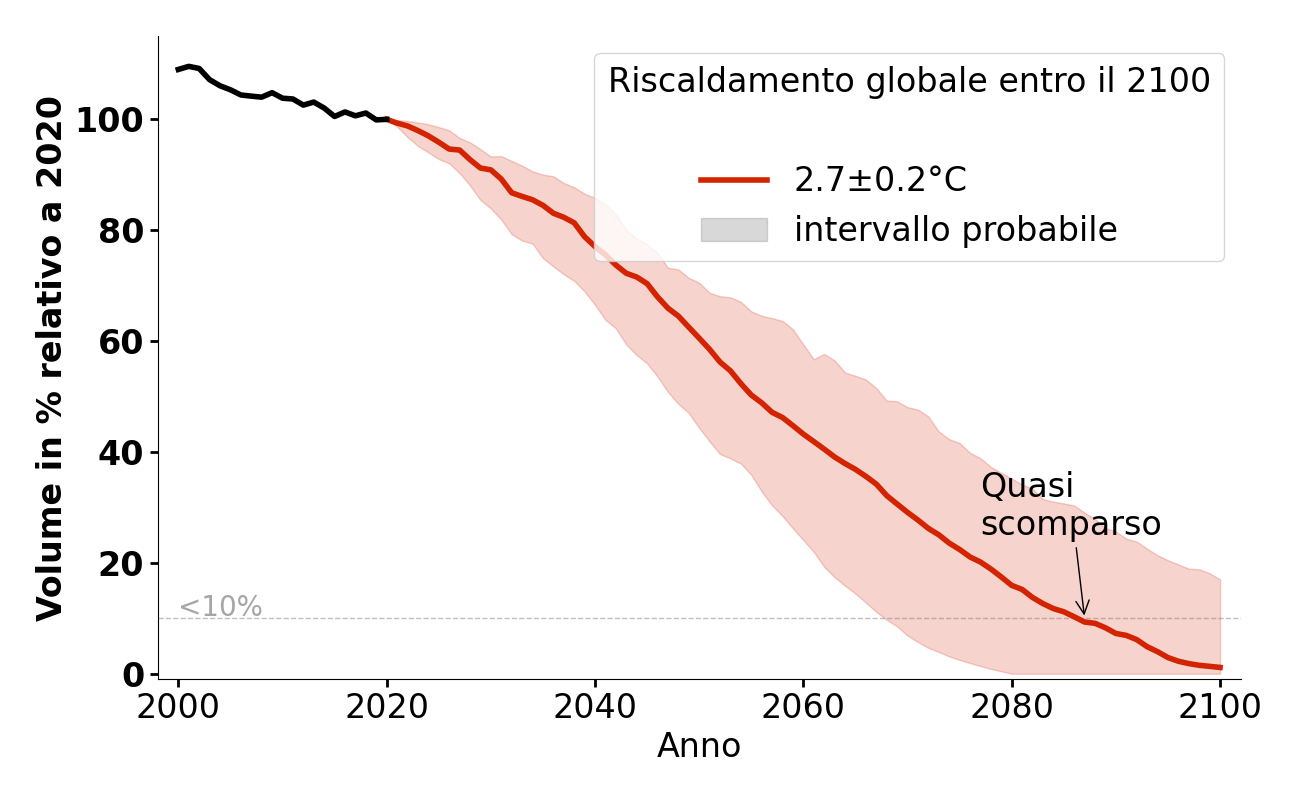 Volume in % relativo a 2020
100
80
60
40
20
0
Riscaldamento globale entro il 2100
2.7±0.2°C
intervallo probabile
Quasi
scomparso
<10%
2000
2020
2040
2060
2080
2100
Anno